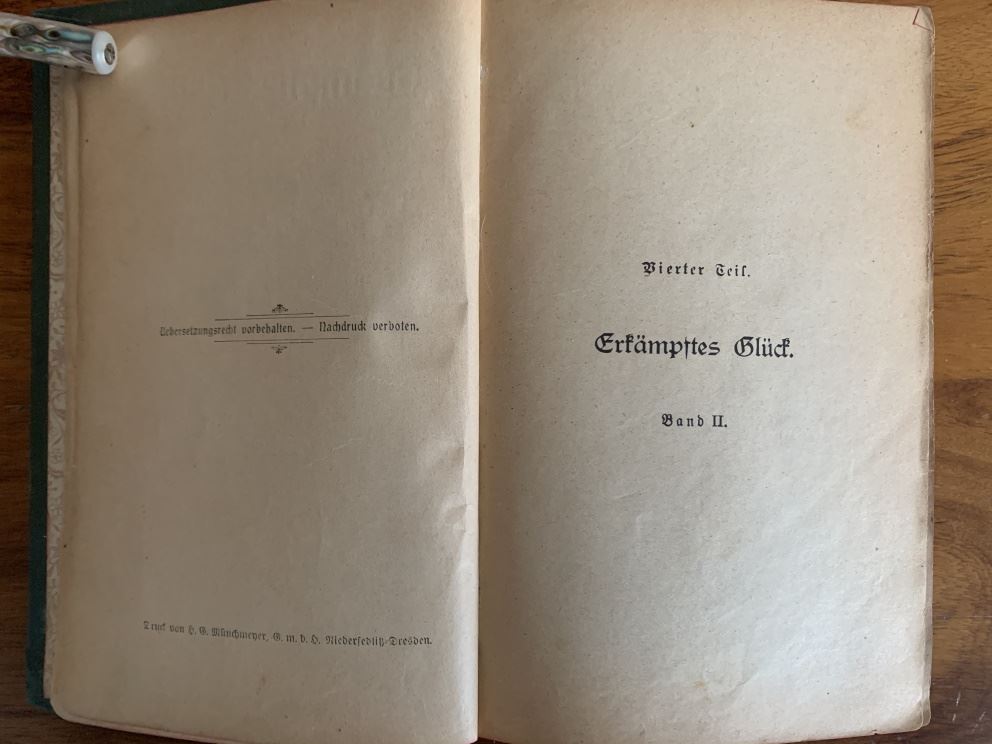 Uebersetzungsrecht vorbehalten. — Nachdruck verboten.
Druck von H. G. Münchmeyer, G. m. b. H. Niedersedlitz-Dresden.
Vierter Teil.
Erkämpftes Glück.
Band II.